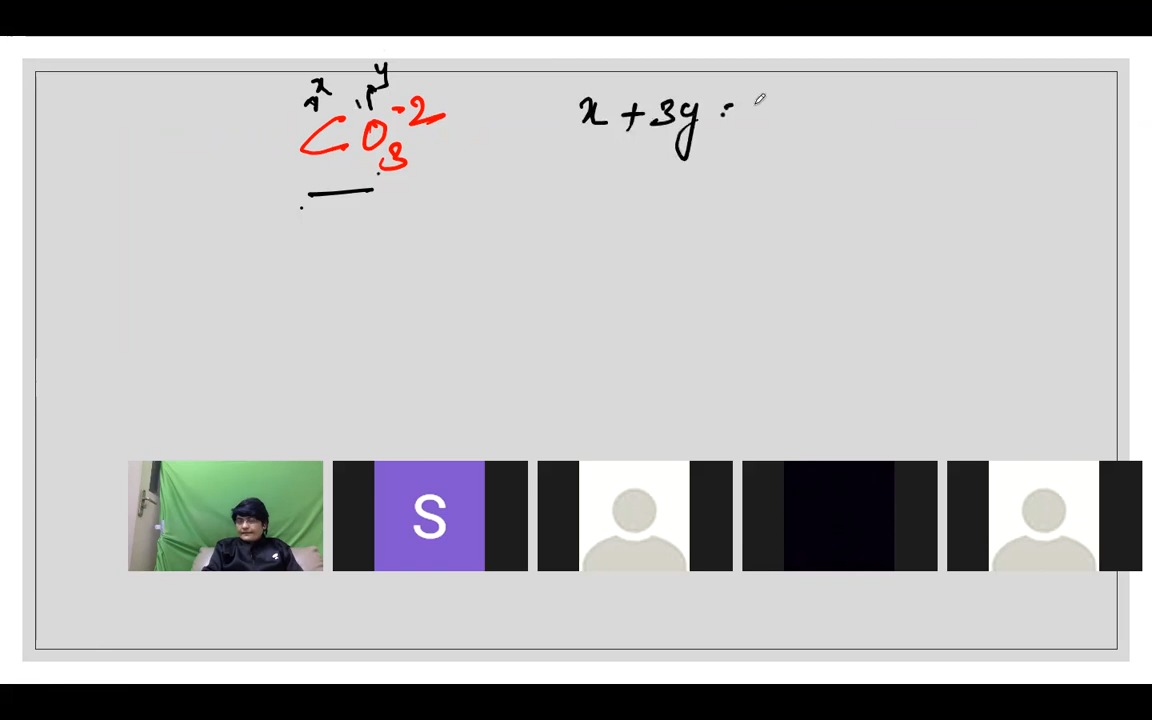 x y
CO3-2
x + 3y =
S